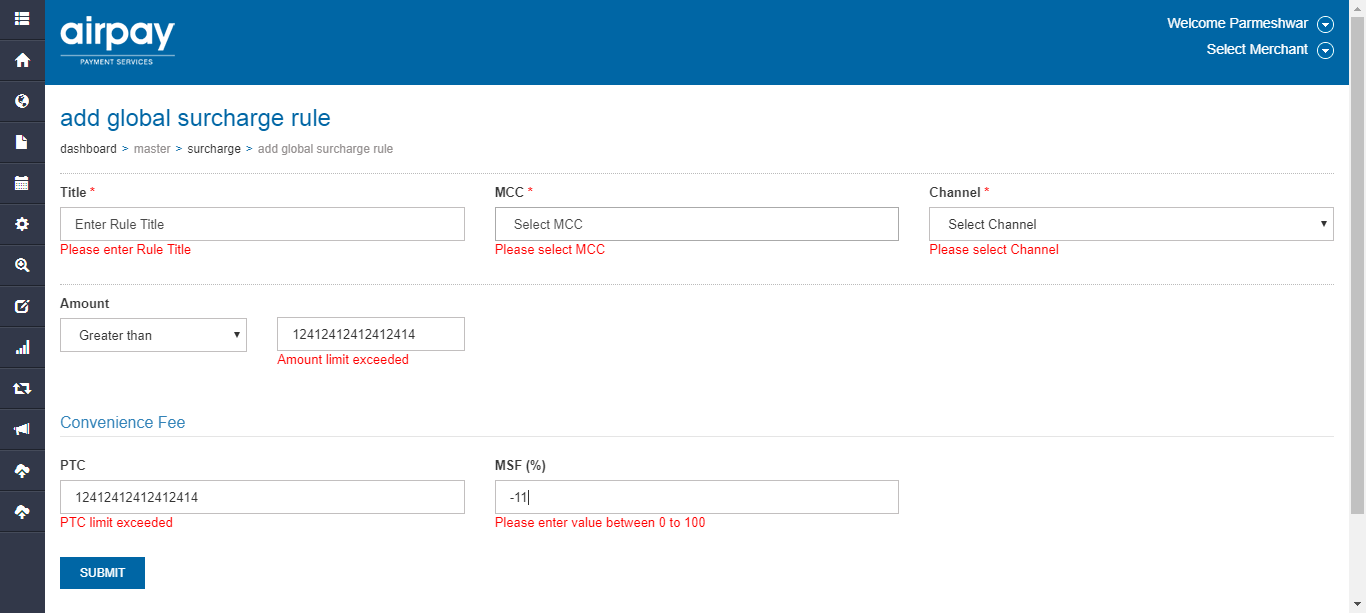 airpay
PAYMENT SERVICES
Welcome Parmeshwar
Select Merchant
add global surcharge rule
dashboard > master > surcharge > add global surcharge rule
Title * MCC * Channel *
Enter Rule Title Select MCC Select Channel
Please enter Rule Title Please select MCC Please select Channel
Amount
Greater than 12412412412412414
Amount limit exceeded
Convenience Fee
PTC MSF (%)
12412412412412414 -11
PTC limit exceeded Please enter value between 0 to 100
SUBMIT